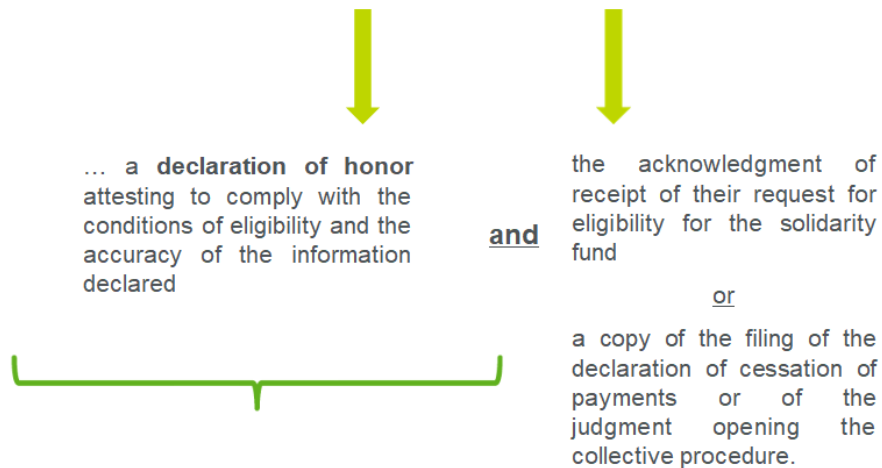 … a declaration of honor
attesting to comply with the
conditions of eligibility and the
accuracy of the information
declared
and
the acknowledgment of
receipt of their request for
eligibility for the solidarity
fund
or
a copy of the filing of the
declaration of cessation of
payments or of the
judgment opening the
collective procedure.